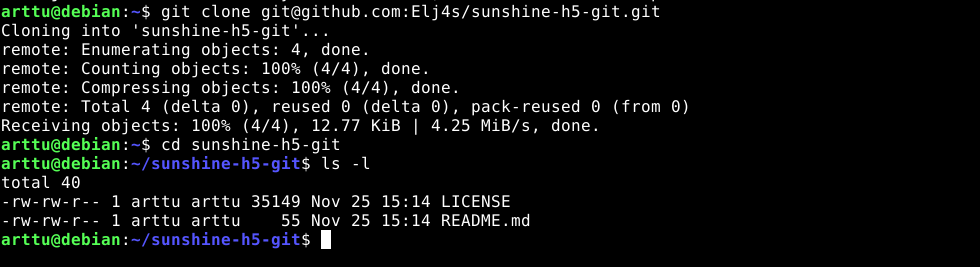 arttu@debian:~$ git clone git@github.com:Elj4s/sunshine-h5-git.git
Cloning into 'sunshine-h5-git'...
remote: Enumerating objects: 4, done.
remote: Counting objects: 100% (4/4), done.
remote: Compressing objects: 100% (4/4), done.
remote: Total 4 (delta 0), reused 0 (delta 0), pack-reused 0 (from 0)
Receiving objects: 100% (4/4), 12.77 KiB | 4.25 MiB/s, done.
arttu@debian:~$ cd sunshine-h5-git
arttu@debian:~/sunshine-h5-git$ ls -l
total 40
-rw-rw-r-- 1 arttu arttu 35149 Nov 25 15:14 LICENSE
-rw-rw-r-- 1 arttu arttu    55 Nov 25 15:14 README.md
arttu@debian:~/sunshine-h5-git$